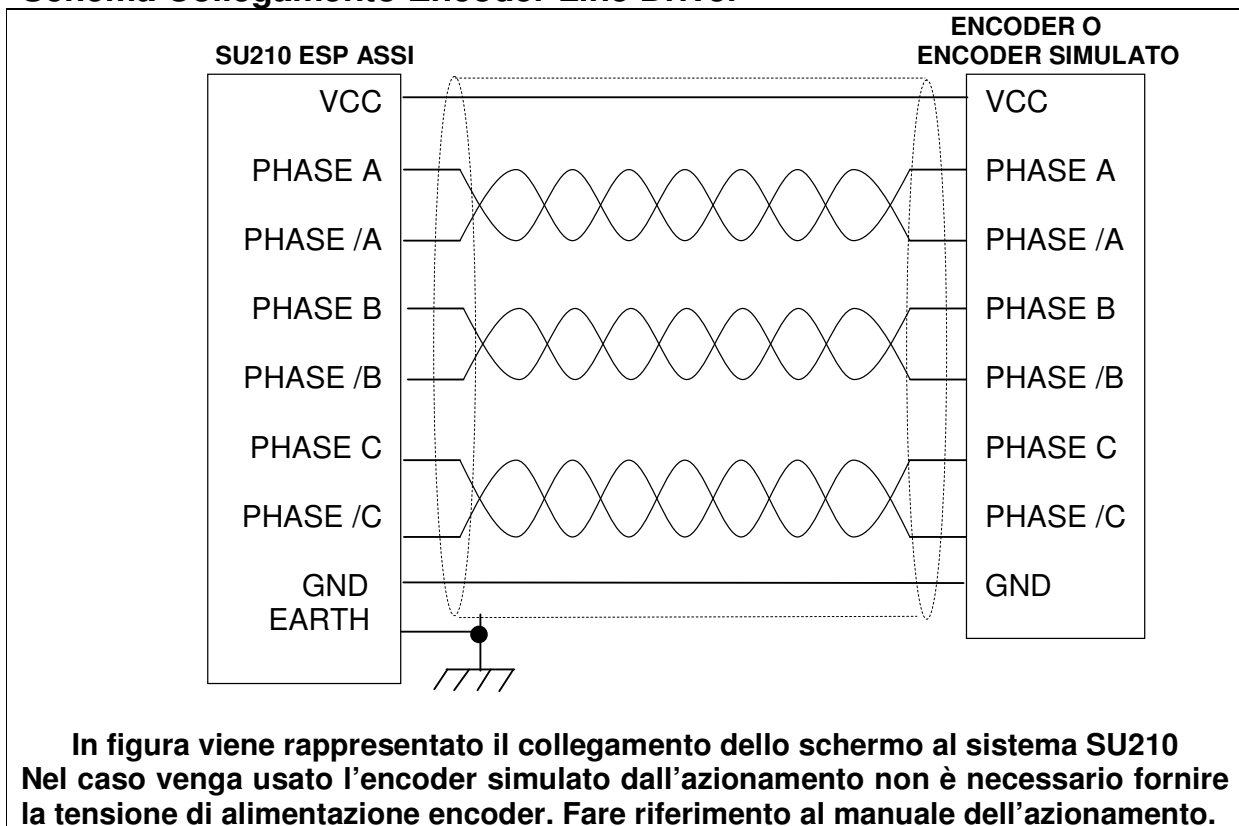 SU210 ESP ASSI
ENCODER O
ENCODER SIMULATO
VCC
VCC
PHASE A
PHASE A
PHASE /A
PHASE /A
PHASE B
PHASE B
PHASE /B
PHASE /B
PHASE C
PHASE C
PHASE /C
PHASE /C
GND
GND
EARTH
In figura viene rappresentato il collegamento dello schermo al sistema SU210
Nel caso venga usato l'encoder simulato dall'azionamento non è necessario fornire
la tensione di alimentazione encoder. Fare riferimento al manuale dell'azionamento.